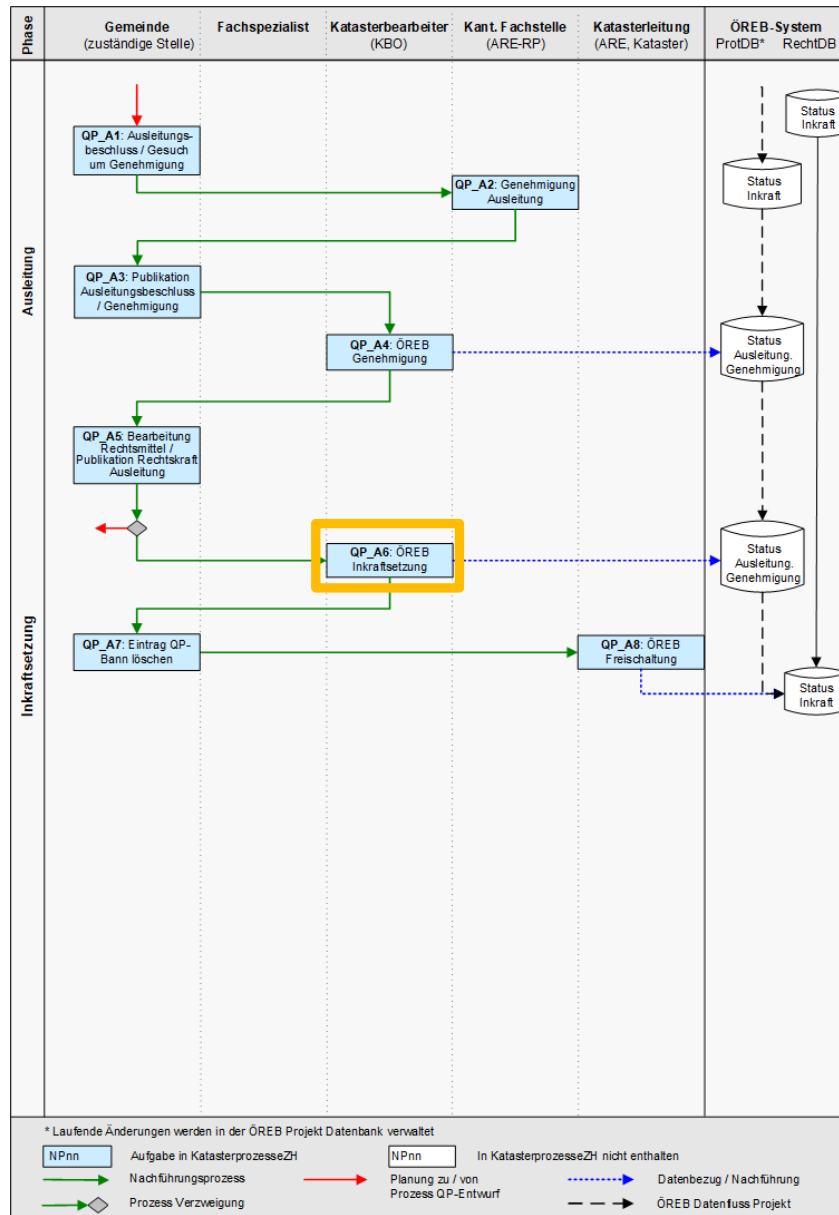 Phase
Gemeinde
(zuständige Stelle)
Fachspezialist
Katasterbearbeiter
(KBO)
Kant. Fachstelle
(ARE-RP)
Katasterleitung
(ARE, Kataster)
ÖREB-System
ProtDB* RechtDB
Ausleitung
QP_A1: Ausleitungs-
beschluss / Gesuch
um Genehmigung
Status
Inkraft
QP_A2: Genehmigung
Ausleitung
Status
Inkraft
QP_A3: Publikation
Ausleitungsbeschluss
/ Genehmigung
QP_A4: ÖREB
Genehmigung
Status
Ausleitung.
Genehmigung
QP_A5: Bearbeitung
Rechtsmittel /
Publikation Rechtskraft
Ausleitung
Inkraftsetzung
QP_A6: ÖREB
Inkraftsetzung
Status
Ausleitung.
Genehmigung
QP_A7: Eintrag QP-
Bann löschen
QP_A8: ÖREB
Freischaltung
Status
Inkraft
* Laufende Änderungen werden in der ÖREB Projekt Datenbank verwaltet
NPnn Aufgabe in KatasterprozesseZH
NPnn In KatasterprozesseZH nicht enthalten
Nachführungsprozess
Planung zu / von
Prozess QP-Entwurf
Datenbezug / Nachführung
Prozess Verzweigung
ÖREB Datenfluss Projekt